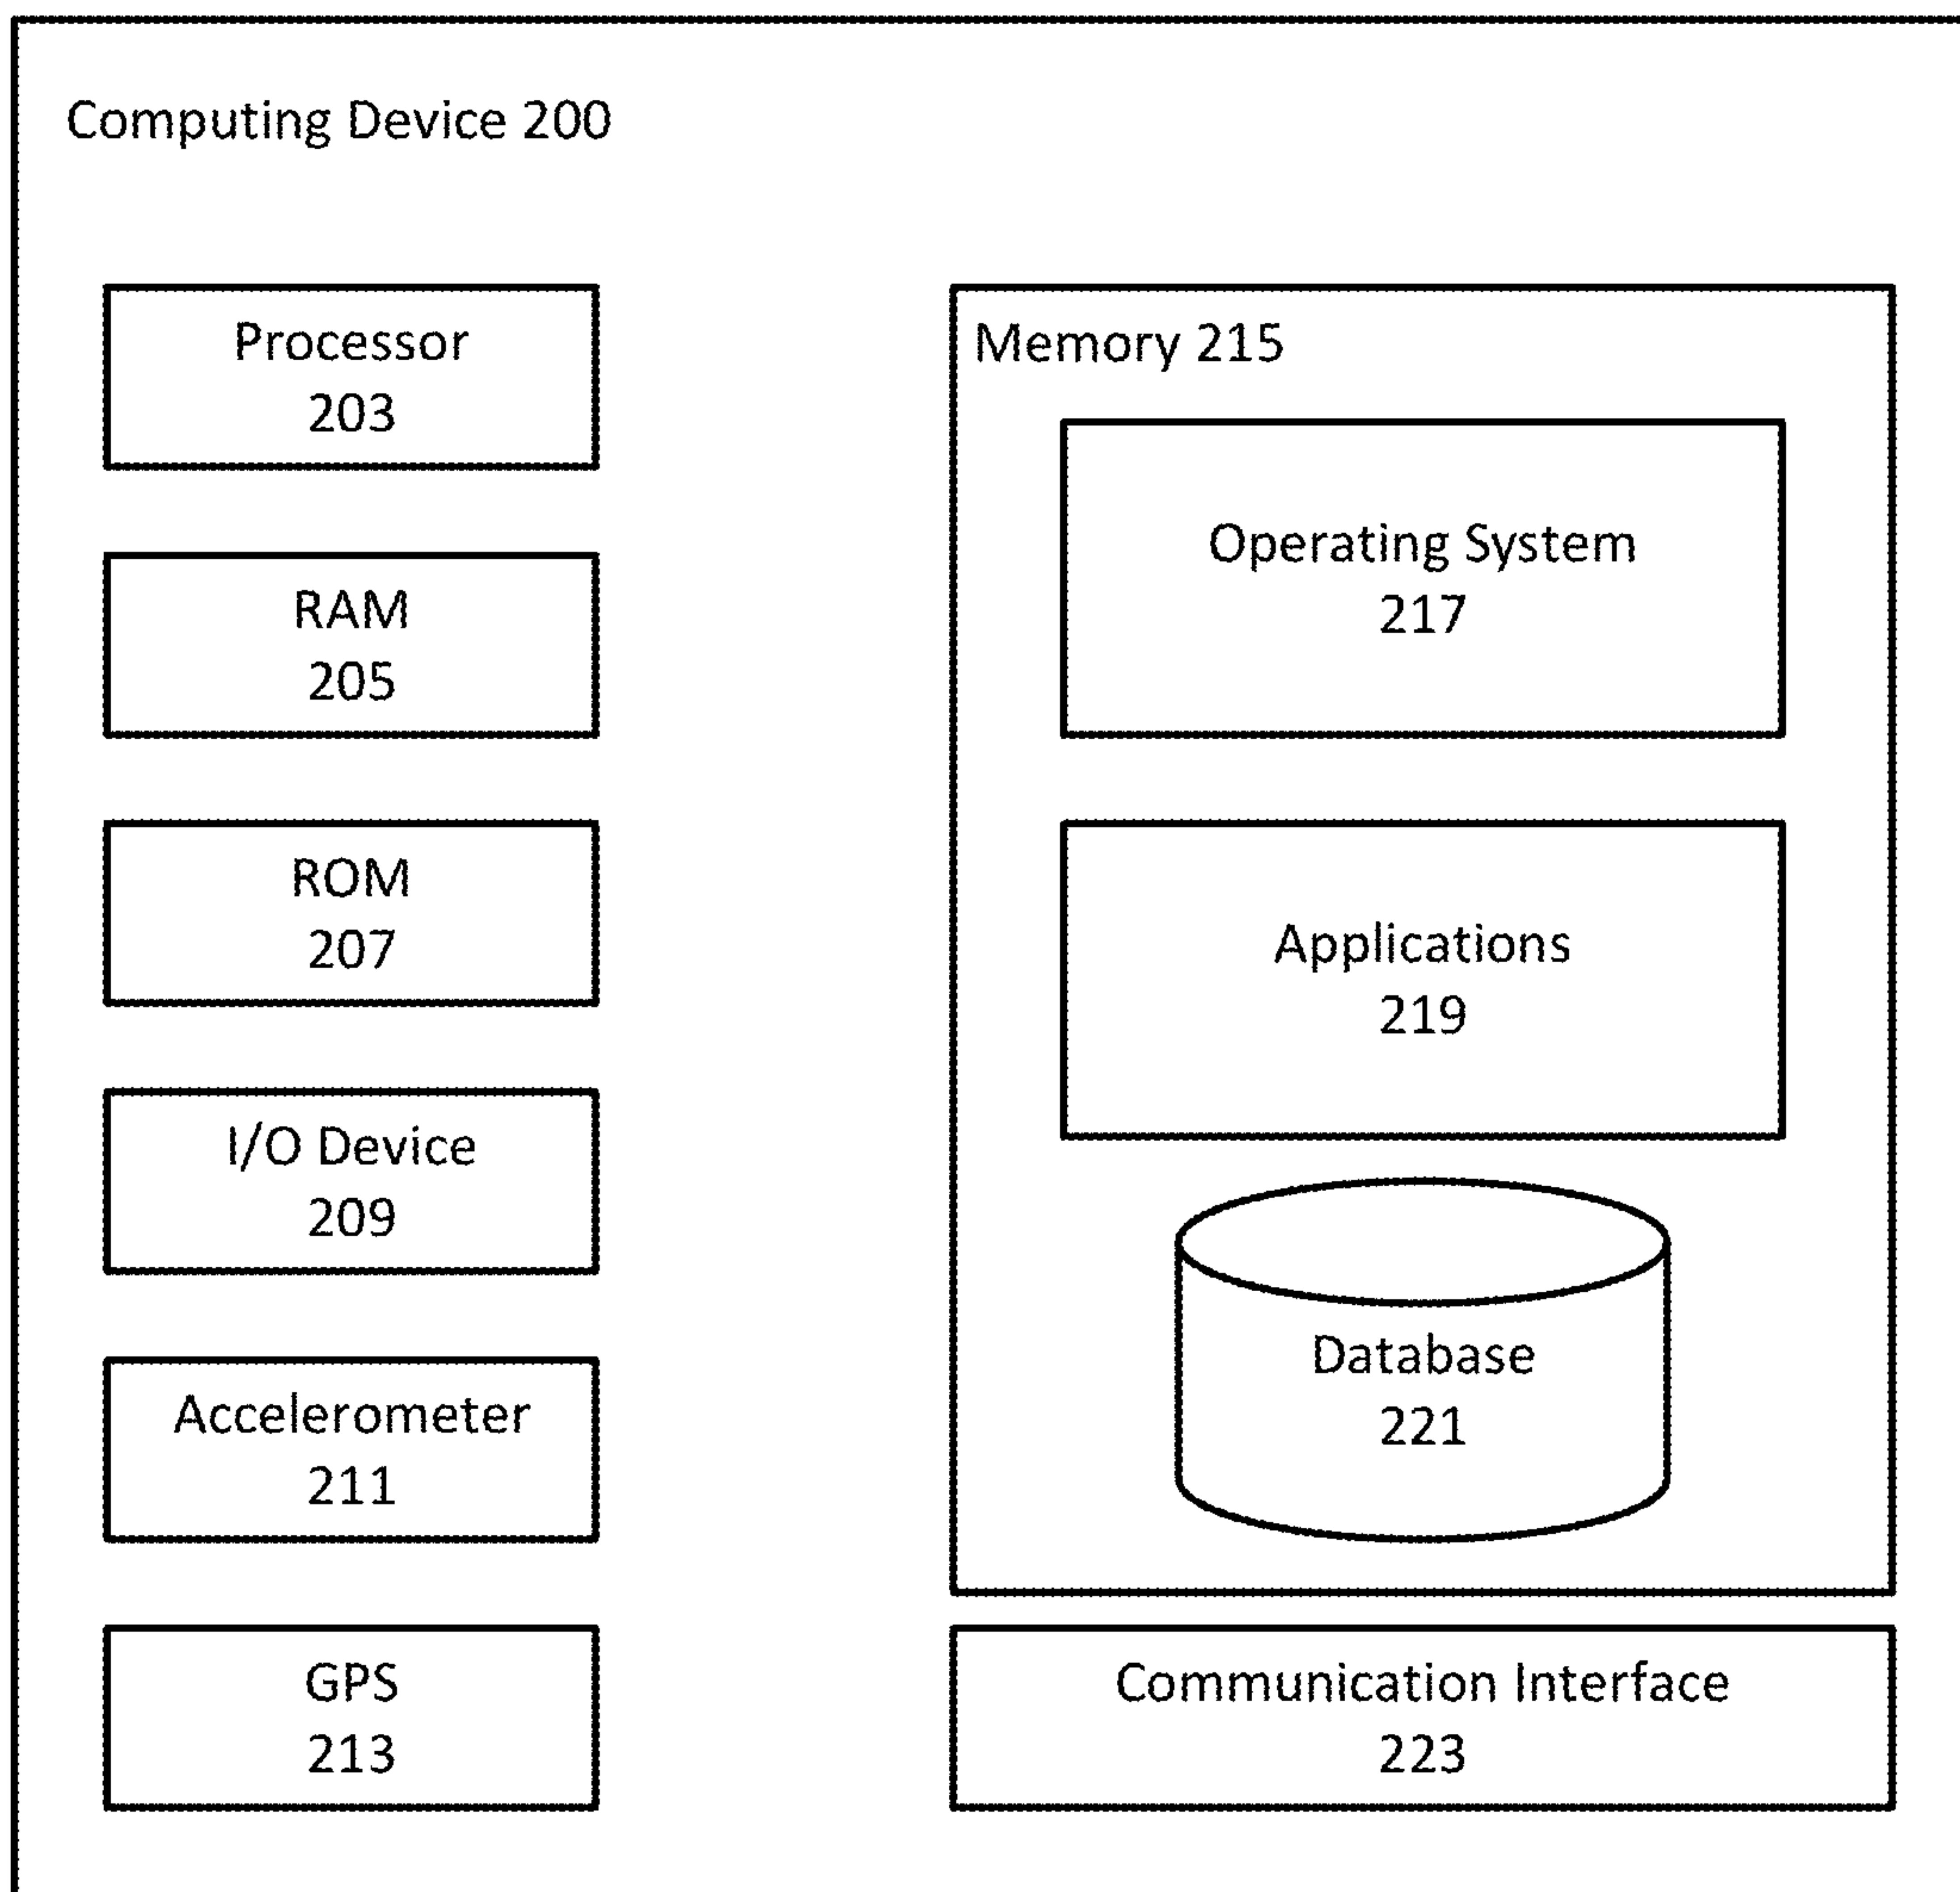 Computing Device 200
Processor
203
RAM
205
ROM
207
I/O Device
209
Accelerometer
211
GPS
213
Memory 215
Operating System
217
Applications
219
Database
221
Communication Interface
223